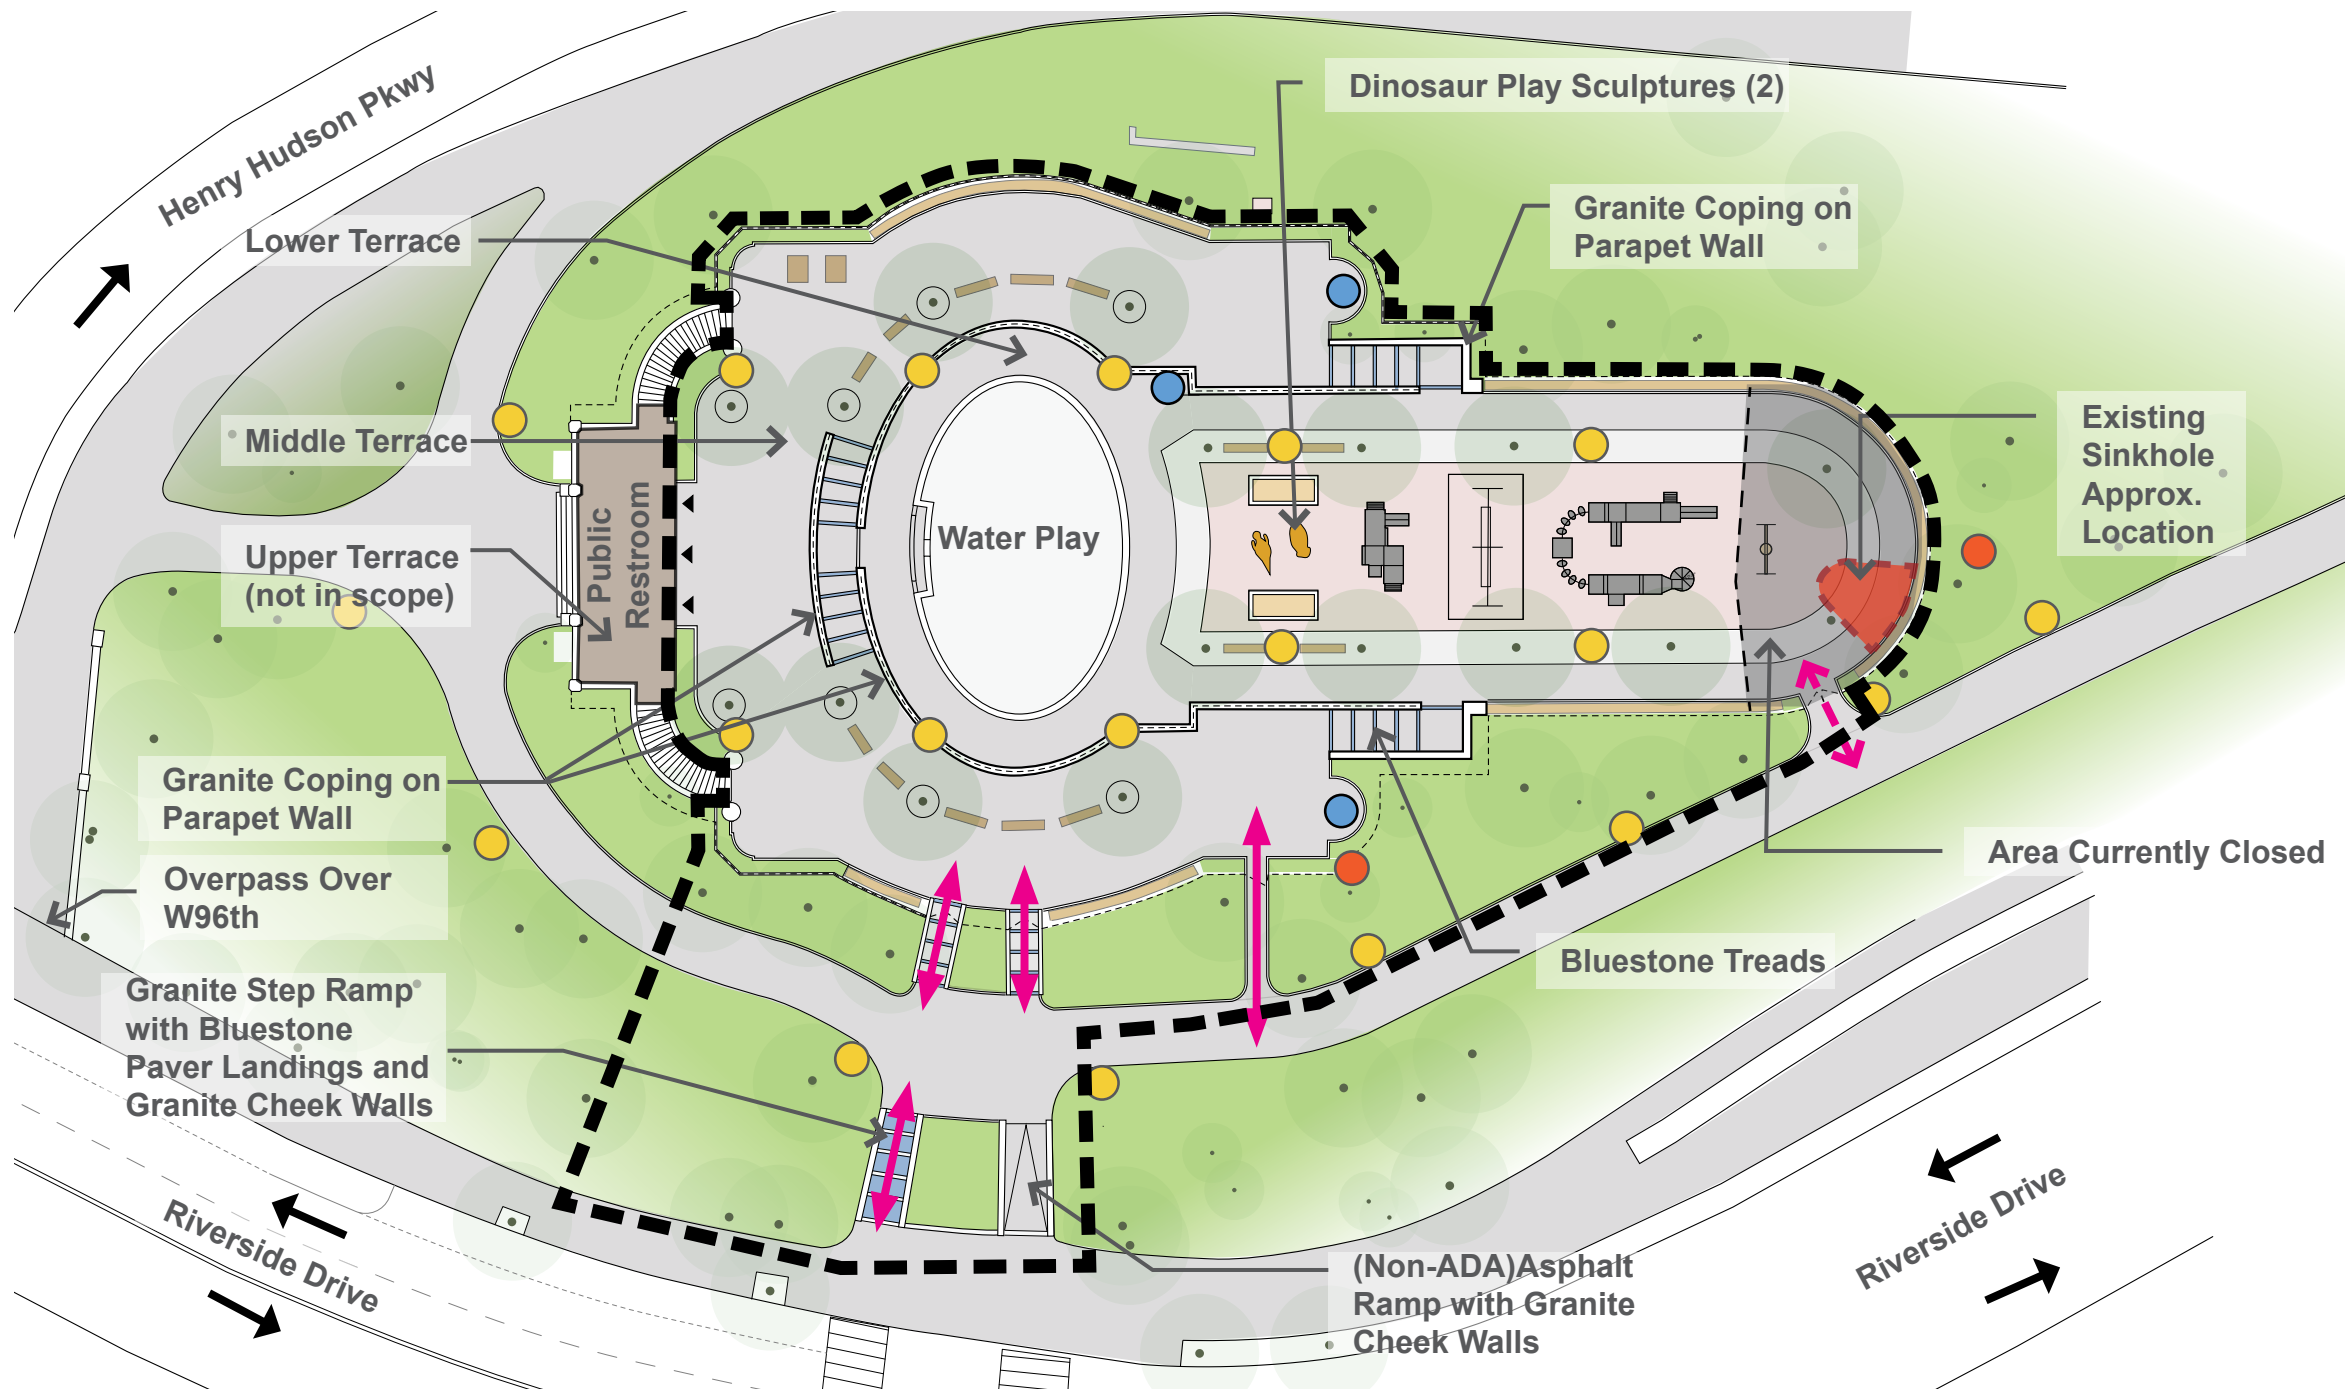 Henry Hudson Pkwy
Dinosaur Play Sculptures (2)
Granite Coping on
Parapet Wall
Lower Terrace
Middle Terrace
Existing
Sinkhole
Approx.
Location
Upper Terrace
(not in scope)
Public
Restroom
Water Play
Granite Coping on
Parapet Wall
Area Currently Closed
Overpass Over
W96th
Bluestone Treads
Granite Step Ramp
with Bluestone
Paver Landings and
Granite Cheek Walls
(Non-ADA)Asphalt
Ramp with Granite
Cheek Walls
Riverside Drive
Riverside Drive